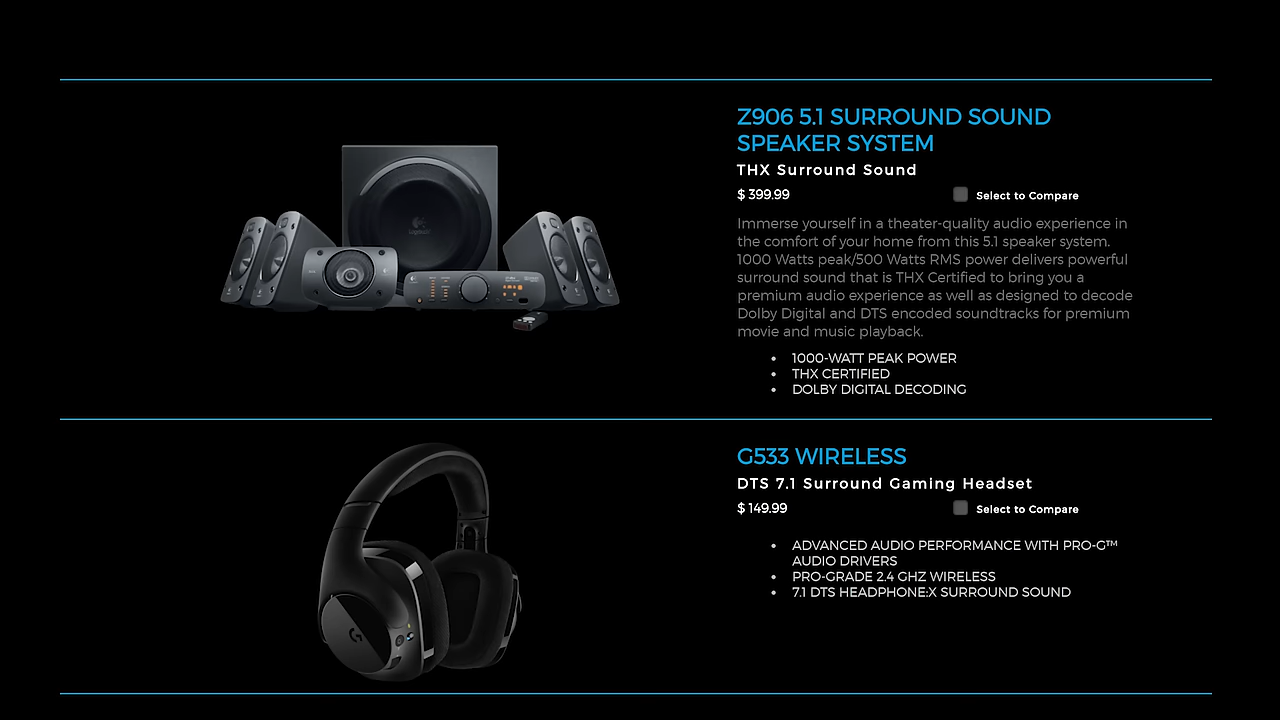 Z906 5.1 SURROUND SOUND
SPEAKER SYSTEM
THX Surround Sound
$ 399.99
Select to Compare
Immerse yourself in a theater-quality audio experience in
the comfort of your home from this 5.1 speaker system.
1000 Watts peak/500 Watts RMS power delivers powerful
surround sound that is THX Certified to bring you a
premium audio experience as well as designed to decode
Dolby Digital and DTS encoded soundtracks for premium
movie and music playback.
• 1000-WATT PEAK POWER
• THX CERTIFIED
• DOLBY DIGITAL DECODING
G533 WIRELESS
DTS 7.1 Surround Gaming Headset
$ 149.99
Select to Compare
• ADVANCED AUDIO PERFORMANCE WITH PRO-G™
AUDIO DRIVERS
• PRO-GRADE 2.4 GHZ WIRELESS
• 7.1 DTS HEADPHONE:X SURROUND SOUND